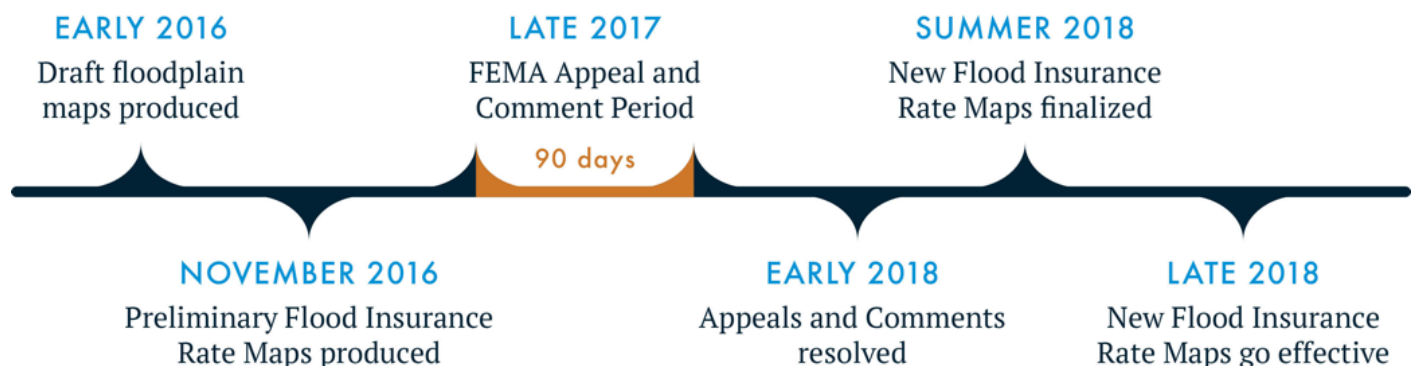 EARLY 2016
Draft floodplain
maps produced
NOVEMBER 2016
Preliminary Flood Insurance
Rate Maps produced
LATE 2017
FEMA Appeal and
Comment Period
90 days
EARLY 2018
Appeals and Comments
resolved
SUMMER 2018
New Flood Insurance
Rate Maps finalized
LATE 2018
New Flood Insurance
Rate Maps go effective